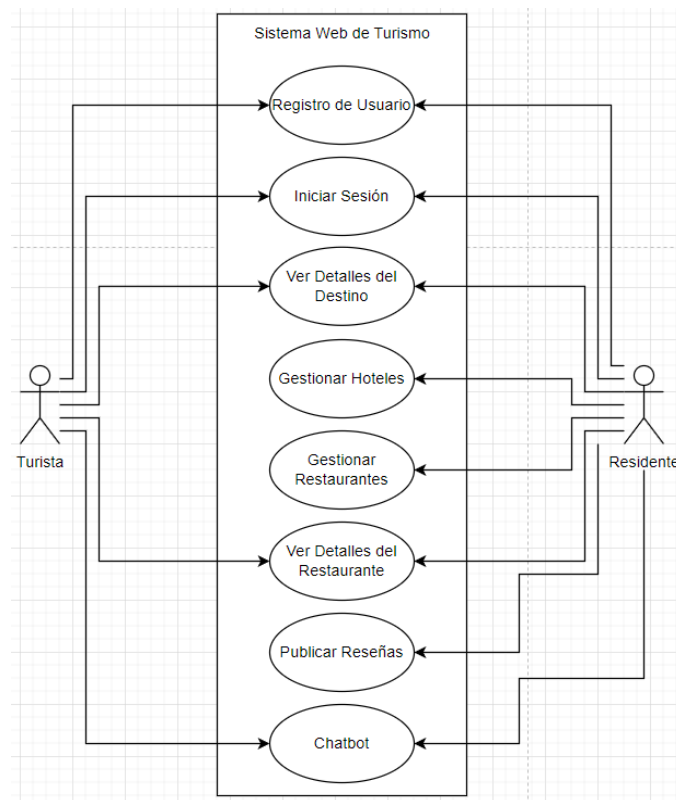 Sistema Web de Turismo
Registro de Usuario
Iniciar Sesión
Ver Detalles del
Destino
Gestionar Hoteles
Turista
Gestionar
Restaurantes
Residente
Ver Detalles del
Restaurante
Publicar Reseñas
Chatbot